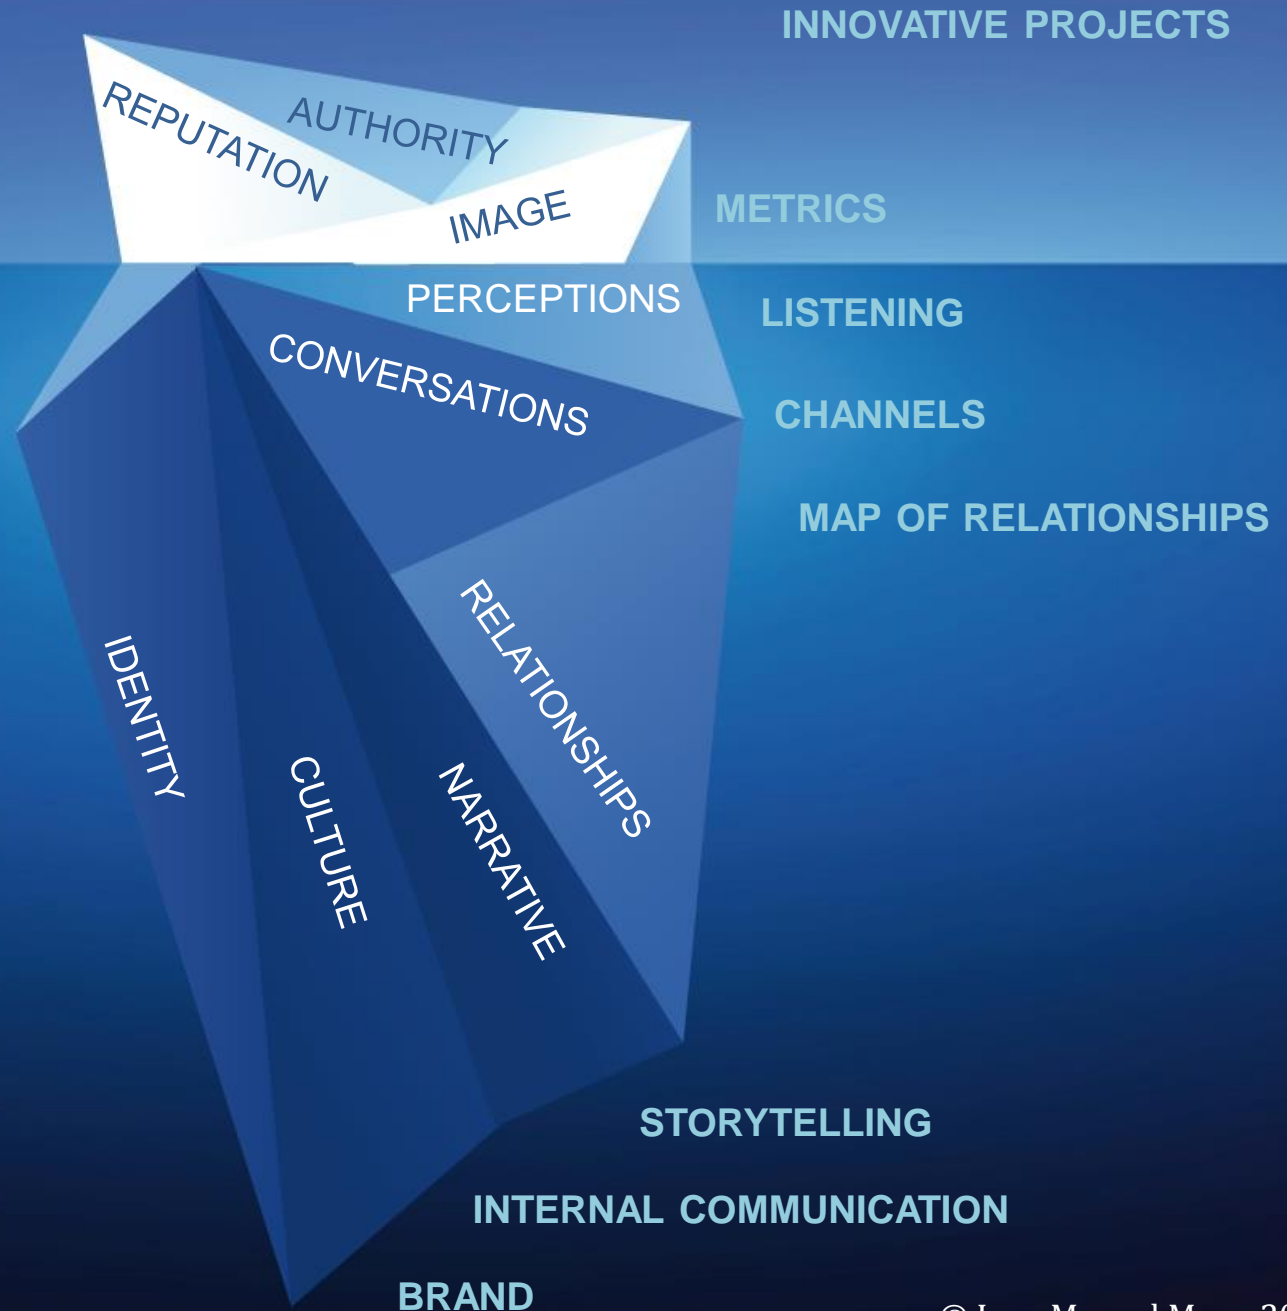 INNOVATIVE PROJECTS
REPUTATION
AUTHORITY
IMAGE
METRICS
PERCEPTIONS
LISTENING
CONVERSATIONS
CHANNELS
MAP OF RELATIONSHIPS
RELATIONSHIPS
IDENTITY
CULTURE
NARRATIVE
STORYTELLING
INTERNAL COMMUNICATION
BRAND